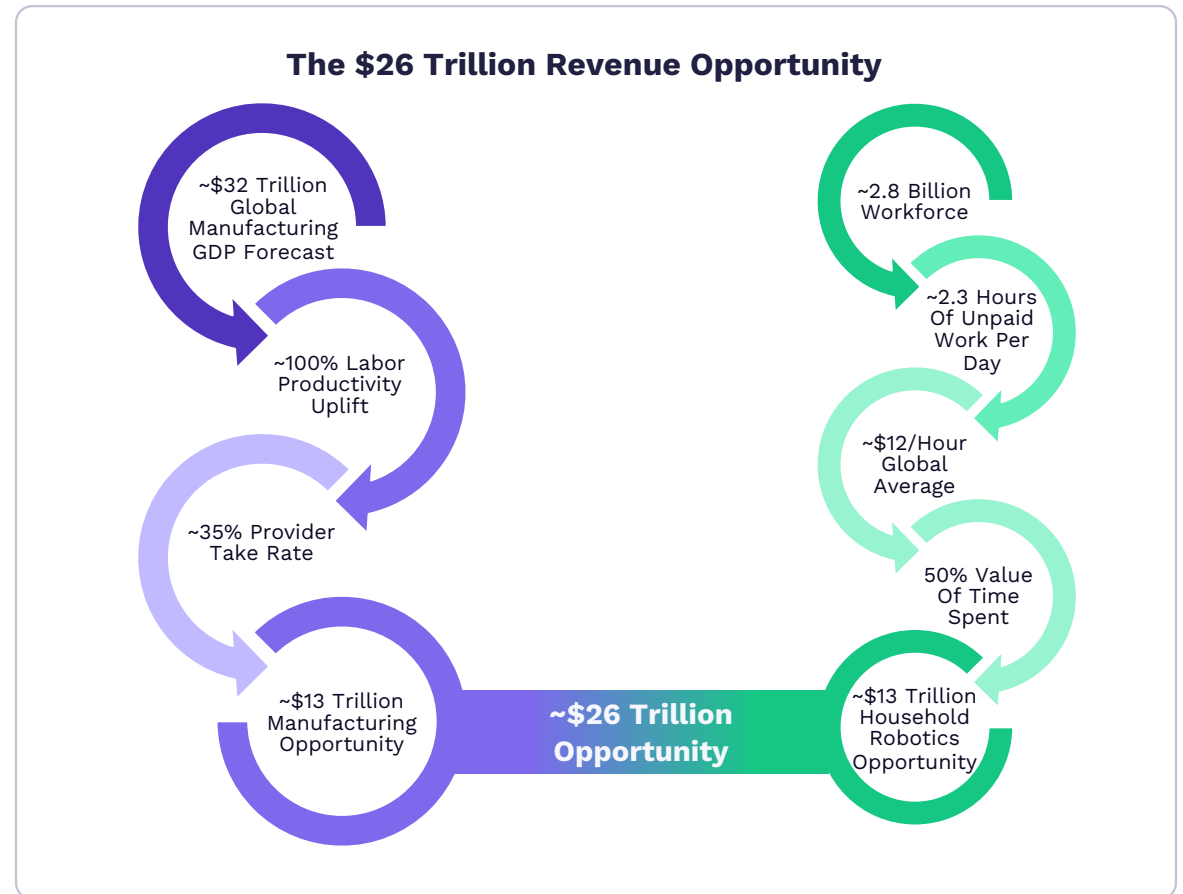 The $26 Trillion Revenue Opportunity
~$32 Trillion
Global
Manufacturing
GDP Forecast
~100% Labor
Productivity
Uplift
~35% Provider
Take Rate
~$13 Trillion
Manufacturing
Opportunity
~$26 Trillion
Opportunity
~2.8 Billion
Workforce
~2.3 Hours
Of Unpaid
Work Per
Day
~$12/Hour
Global
Average
50% Value
Of Time
Spent
~$13 Trillion
Household
Robotics
Opportunity